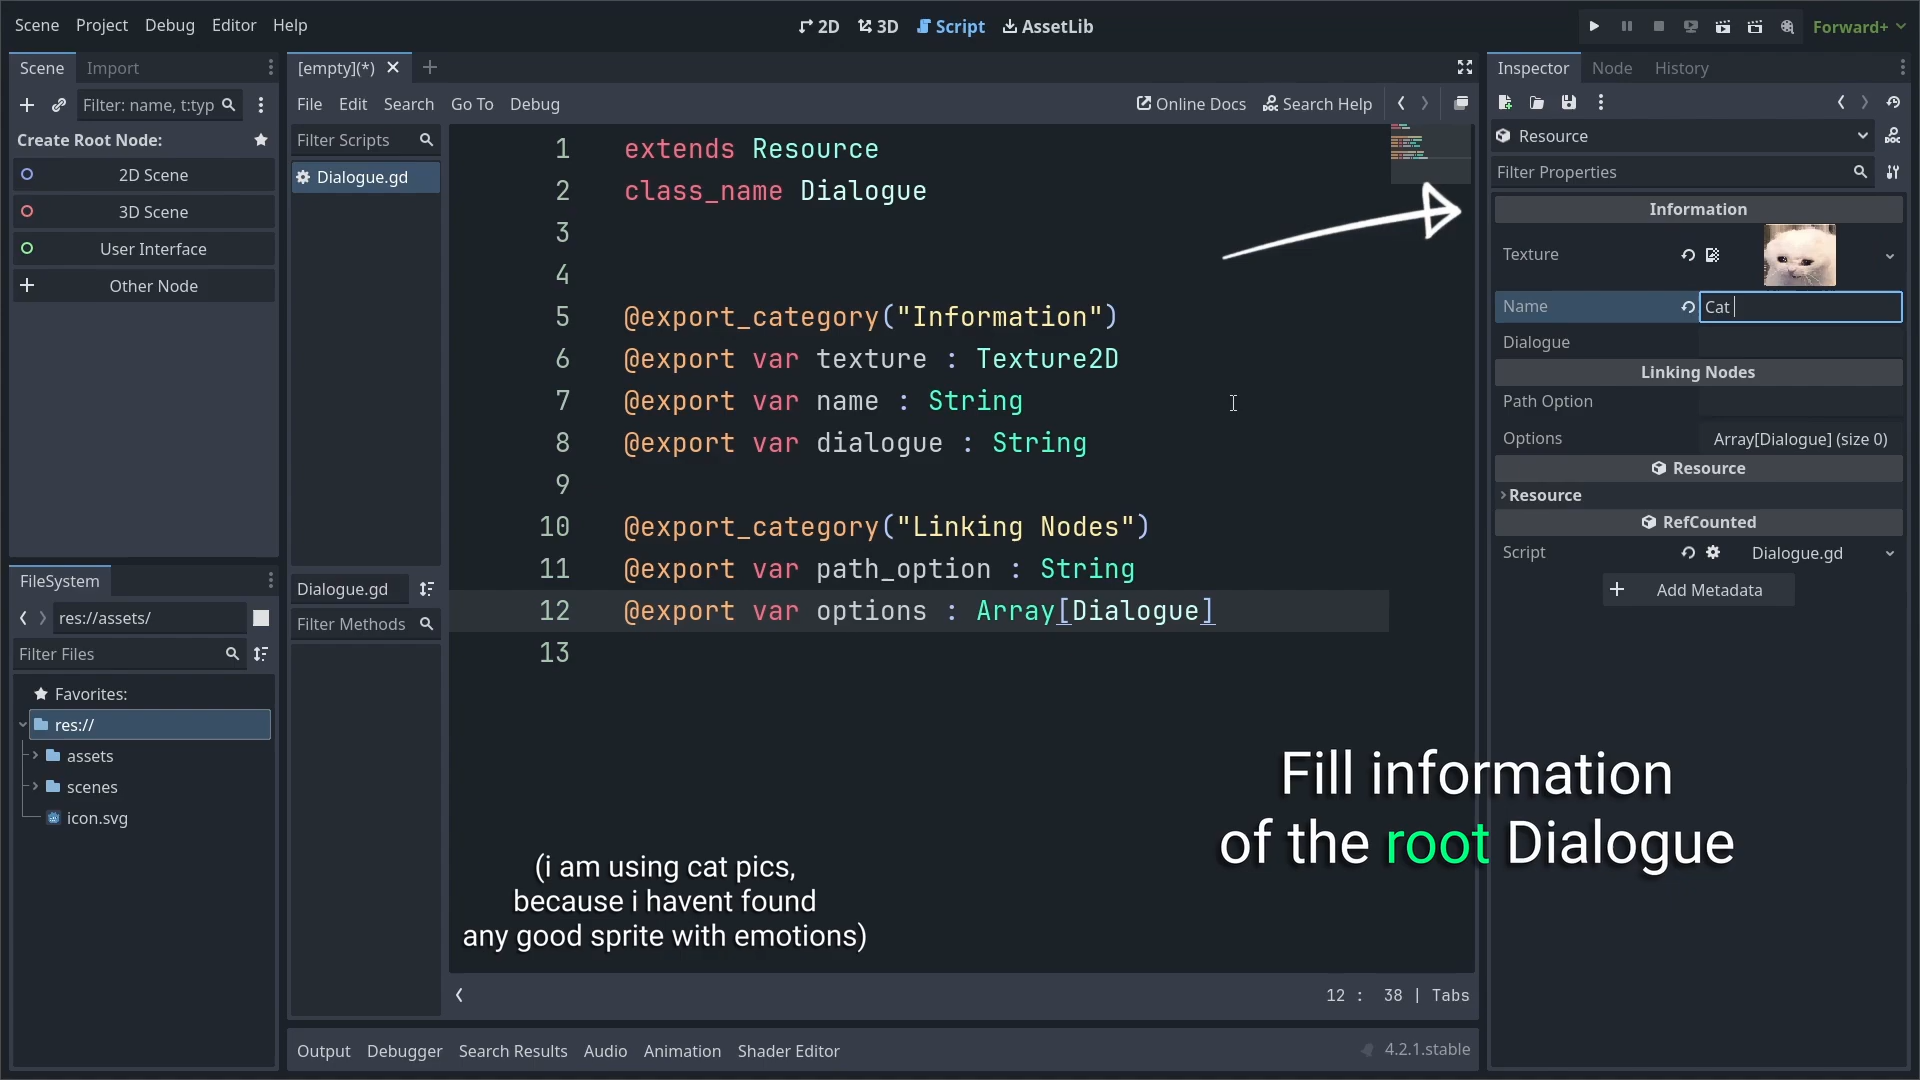 Scene Project Debug Editor Help
2D 3D Script AssetLib
Forward+
Scene Import
Filter: name, t:typ
Create Root Node:
2D Scene
3D Scene
User Interface
Other Node
FileSystem
res://assets/
Filter Files
Favorites:
res://
assets
scenes
icon.svg
[empty](*)
File Edit Search Go To Debug
Online Docs Search Help
Filter Scripts
Dialogue.gd
Dialogue.gd
Filter Methods
1 extends Resource
2 class_name Dialogue
3
4
5 @export_category("Information")
6 @export var texture : Texture2D
7 @export var name : String
8 @export var dialogue : String
9
10 @export_category("Linking Nodes")
11 @export var path_option : String
12 @export var options : Array[Dialogue]
13
Fill information
of the root Dialogue
(i am using cat pics,
because i havent found
any good sprite with emotions)
12 : 38 | Tabs
Output Debugger Search Results Audio Animation Shader Editor
4.2.1.stable
Inspector Node History
Resource
Filter Properties
Information
Texture
Name Cat
Dialogue
Linking Nodes
Path Option
Options Array[Dialogue] (size 0)
Resource
Resource
RefCounted
Script Dialogue.gd
Add Metadata